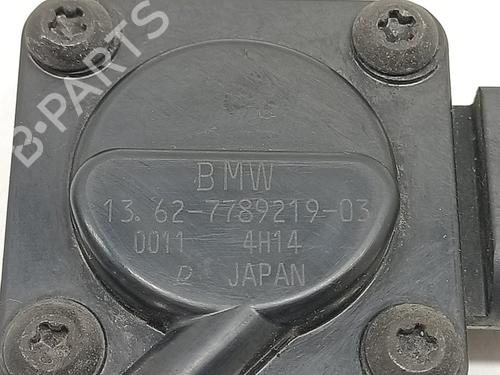 B-PARTS
BMW
13. 62-7789219-03
0011 4H14
D JAPAN